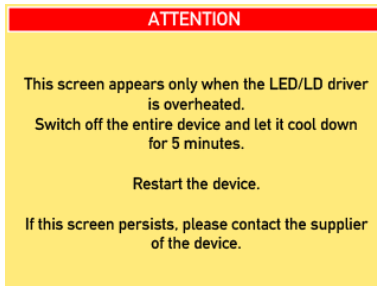 ATTENTION
This screen appears only when the LED/LD driver
is overheated.
Switch off the entire device and let it cool down
for 5 minutes.
Restart the device.
If this screen persists, please contact the supplier
of the device.